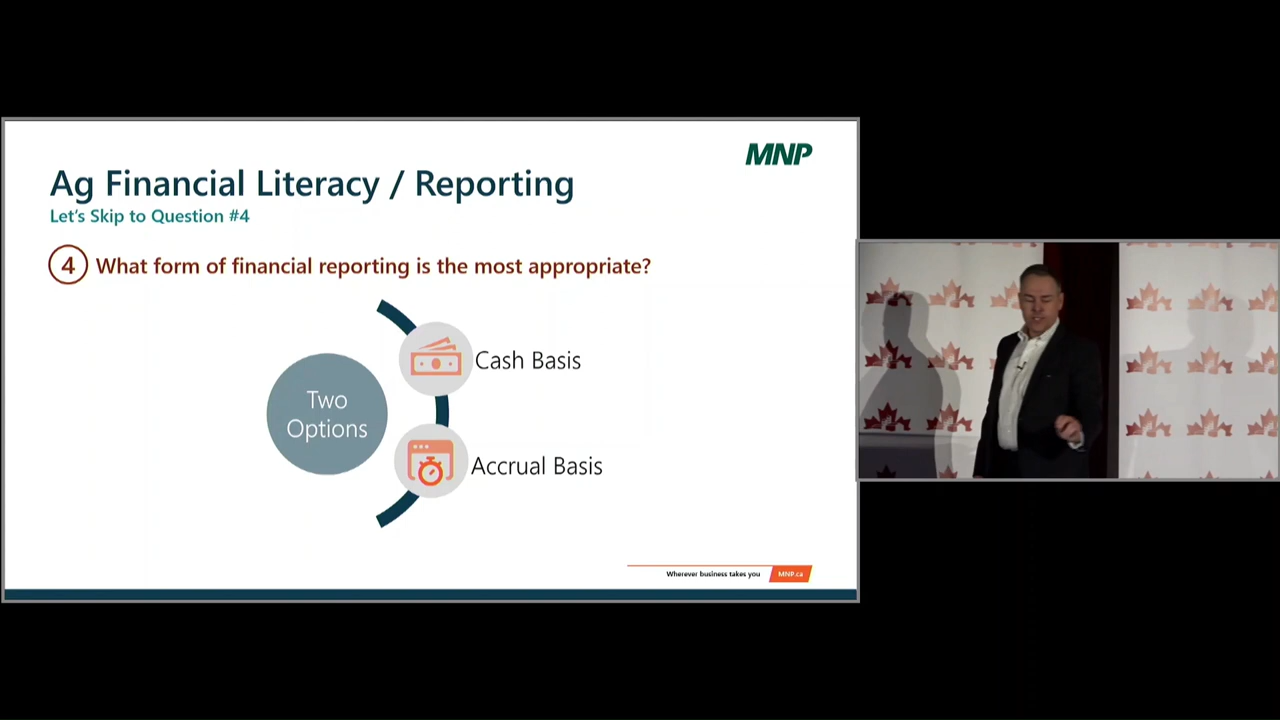 MNP
Ag Financial Literacy / Reporting
Let's Skip to Question #4
4 What form of financial reporting is the most appropriate?
Two
Options
Cash Basis
Accrual Basis
Wherever business takes you
MNP.ca